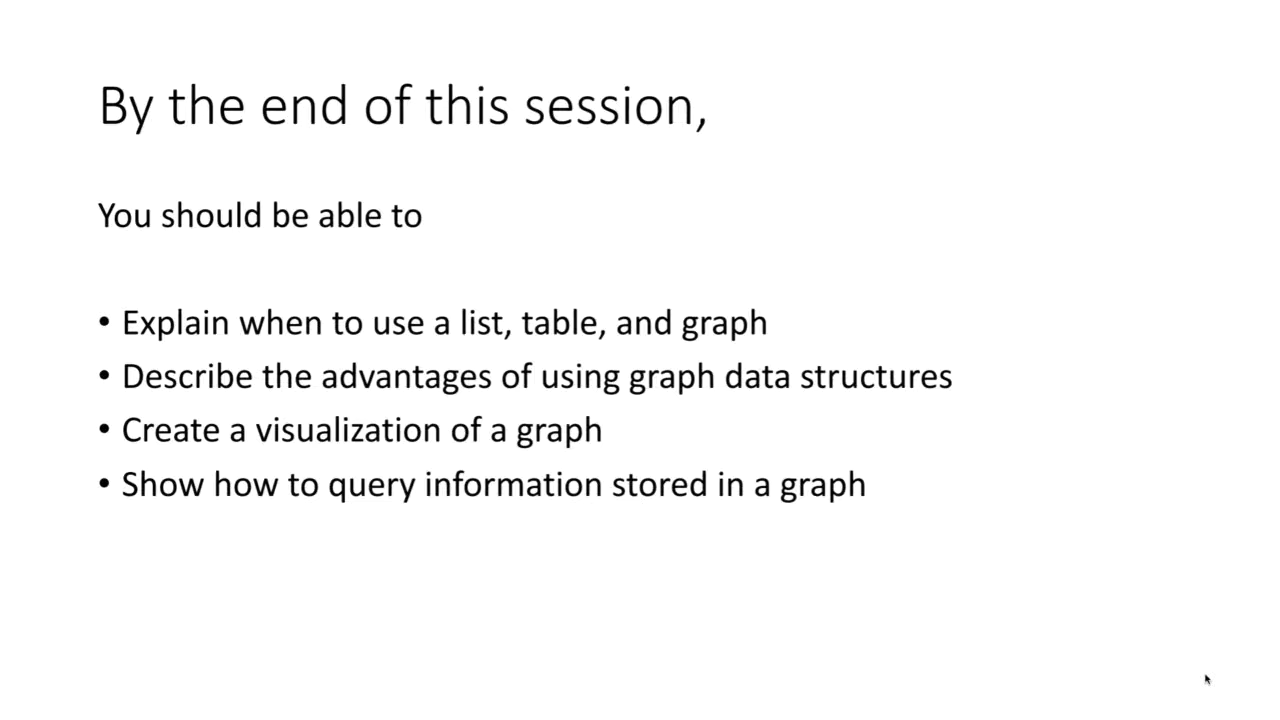 By the end of this session,
You should be able to
• Explain when to use a list, table, and graph
• Describe the advantages of using graph data structures
• Create a visualization of a graph
• Show how to query information stored in a graph